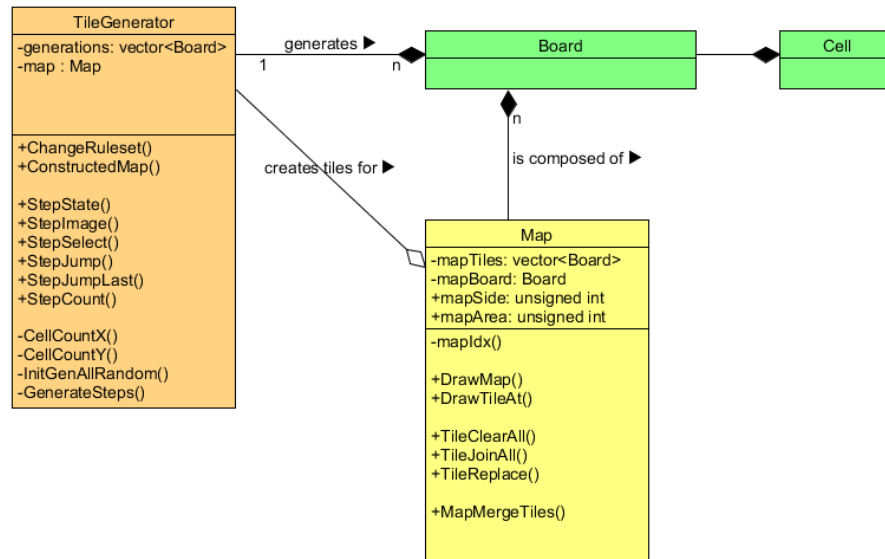 TileGenerator
-generations: vector<Board>
-map : Map
+ChangeRuleset()
+ConstructedMap()
+StepState()
+StepImage()
+StepSelect()
+StepJump()
+StepJumpLast()
+StepCount()
-CellCountX()
-CellCountY()
-InitGenAllRandom()
-GenerateSteps()
generates ▶
1
n
Board
Cell
n
is composed of ▶
creates tiles for ▶
Map
-mapTiles: vector<Board>
-mapBoard: Board
+mapSide: unsigned int
+mapArea: unsigned int
-mapIdx()
+DrawMap()
+DrawTileAt()
+TileClearAll()
+TileJoinAll()
+TileReplace()
+MapMergeTiles()